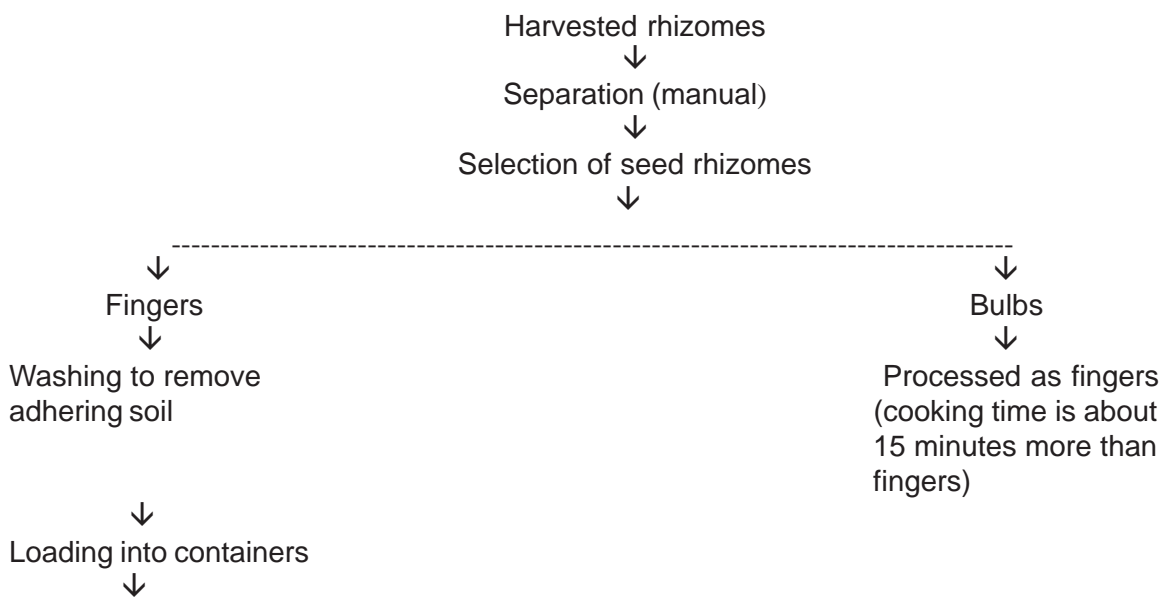 Harvested rhizomes
↓
Separation (manual)
↓
Selection of seed rhizomes
↓
--------------------------------------------------------------------------------------
↓ ↓
Fingers Bulbs
↓ ↓
Washing to remove Processed as fingers
adhering soil (cooking time is about
15 minutes more than
fingers)
↓
Loading into containers
↓